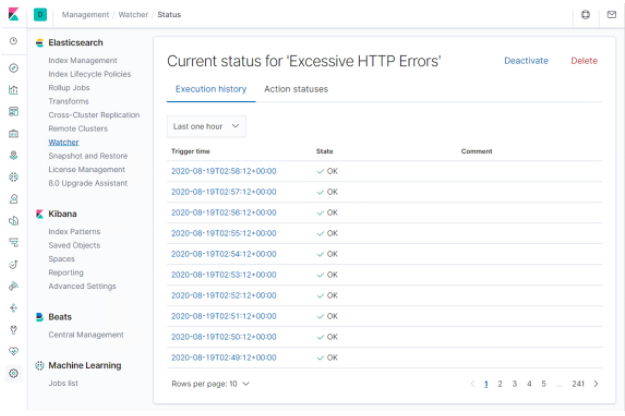 D Management / Watcher / Status
Elasticsearch
Index Management
Index Lifecycle Policies
Rollup Jobs
Transforms
Cross-Cluster Replication
Remote Clusters
Watcher
Snapshot and Restore
License Management
8.0 Upgrade Assistant
Kibana
Index Patterns
Saved Objects
Spaces
Reporting
Advanced Settings
Beats
Central Management
Machine Learning
Jobs list
Current status for 'Excessive HTTP Errors' Deactivate Delete
Execution history Action statuses
Last one hour
Trigger time State Comment
2020-08-19T02:58:12+00:00 OK
2020-08-19T02:57:12+00:00 OK
2020-08-19T02:56:12+00:00 OK
2020-08-19T02:55:12+00:00 OK
2020-08-19T02:54:12+00:00 OK
2020-08-19T02:53:12+00:00 OK
2020-08-19T02:52:12+00:00 OK
2020-08-19T02:51:12+00:00 OK
2020-08-19T02:50:12+00:00 OK
2020-08-19T02:49:12+00:00 OK
Rows per page: 10 < 1 2 3 4 5 ... 241 >